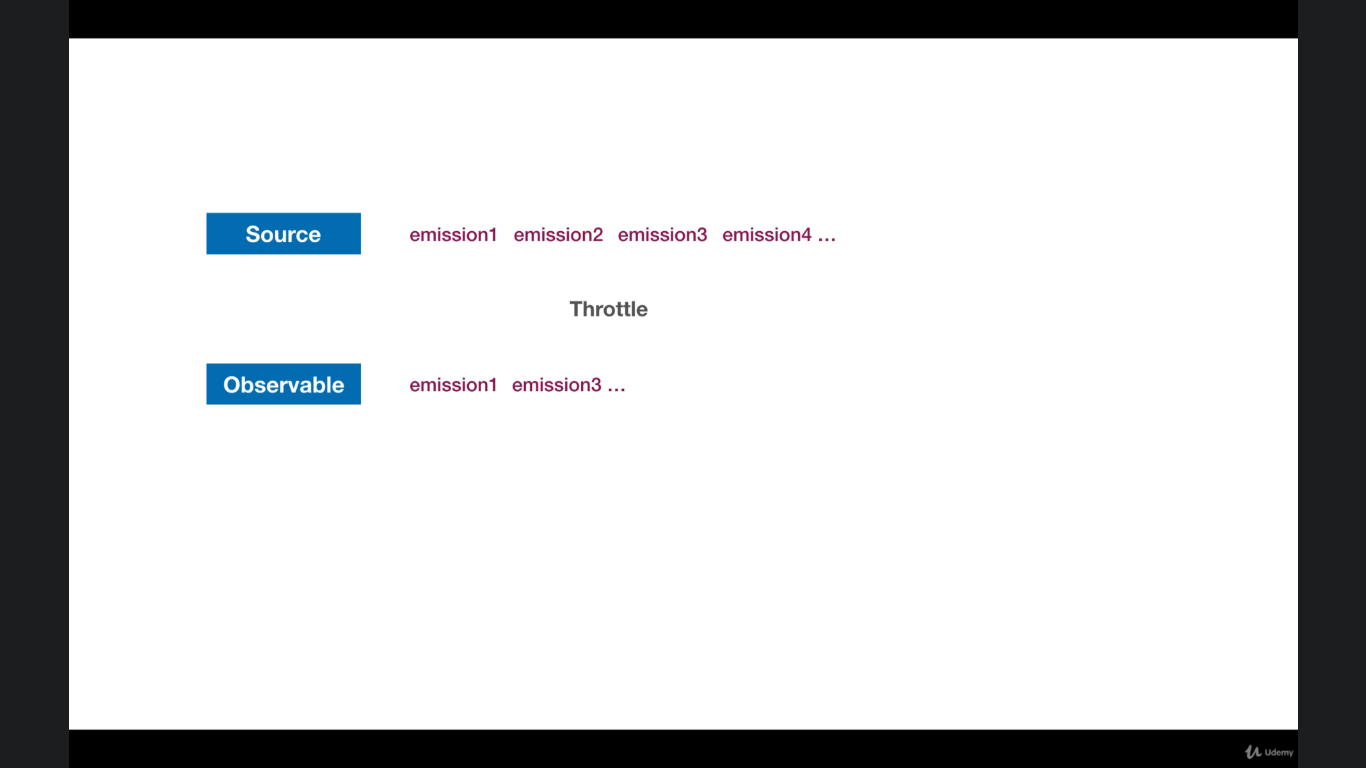 Source emission1 emission2 emission3 emission4 ...
Throttle
Observable emission1 emission3 ...
Udemy